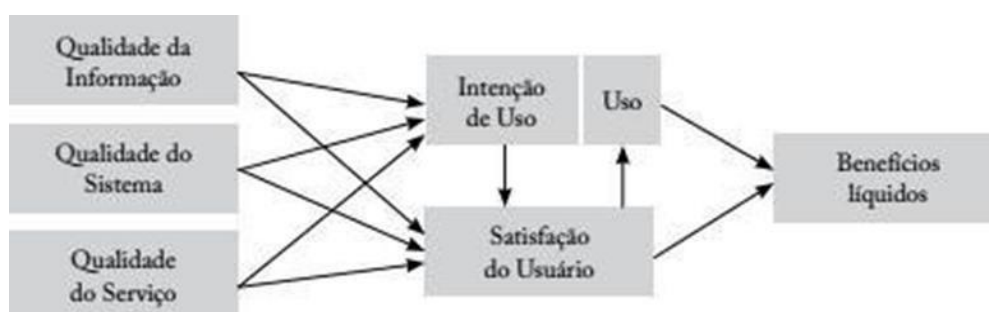 Qualidade da
Informação
Qualidade do
Sistema
Qualidade
do Serviço
Intenção
de Uso
Uso
Satisfação
do Usuário
Benefícios
líquidos